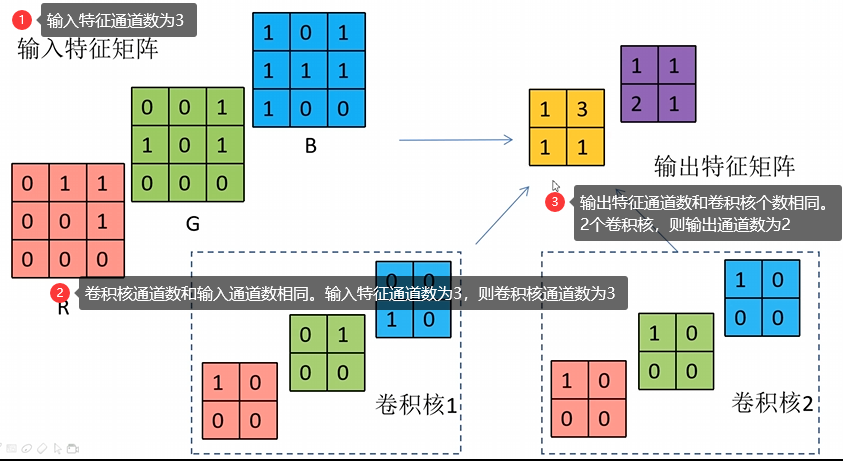 1 输入特征通道数为3
输入特征矩阵
1 0 1
1 1 1
1 0 0
B
0 0 1
1 0 1
0 0 0
G
0 1 1
0 0 1
0 0 0
R
1 3
1 1
1 1
2 1
输出特征矩阵
3 输出特征通道数和卷积核个数相同。
2个卷积核，则输出通道数为2
2 卷积核通道数和输入通道数相同。输入特征通道数为3，则卷积核通道数为3
0 0
1 0
0 1
0 0
1 0
0 0
卷积核1
1 0
0 0
1 0
0 0
1 0
0 0
卷积核2